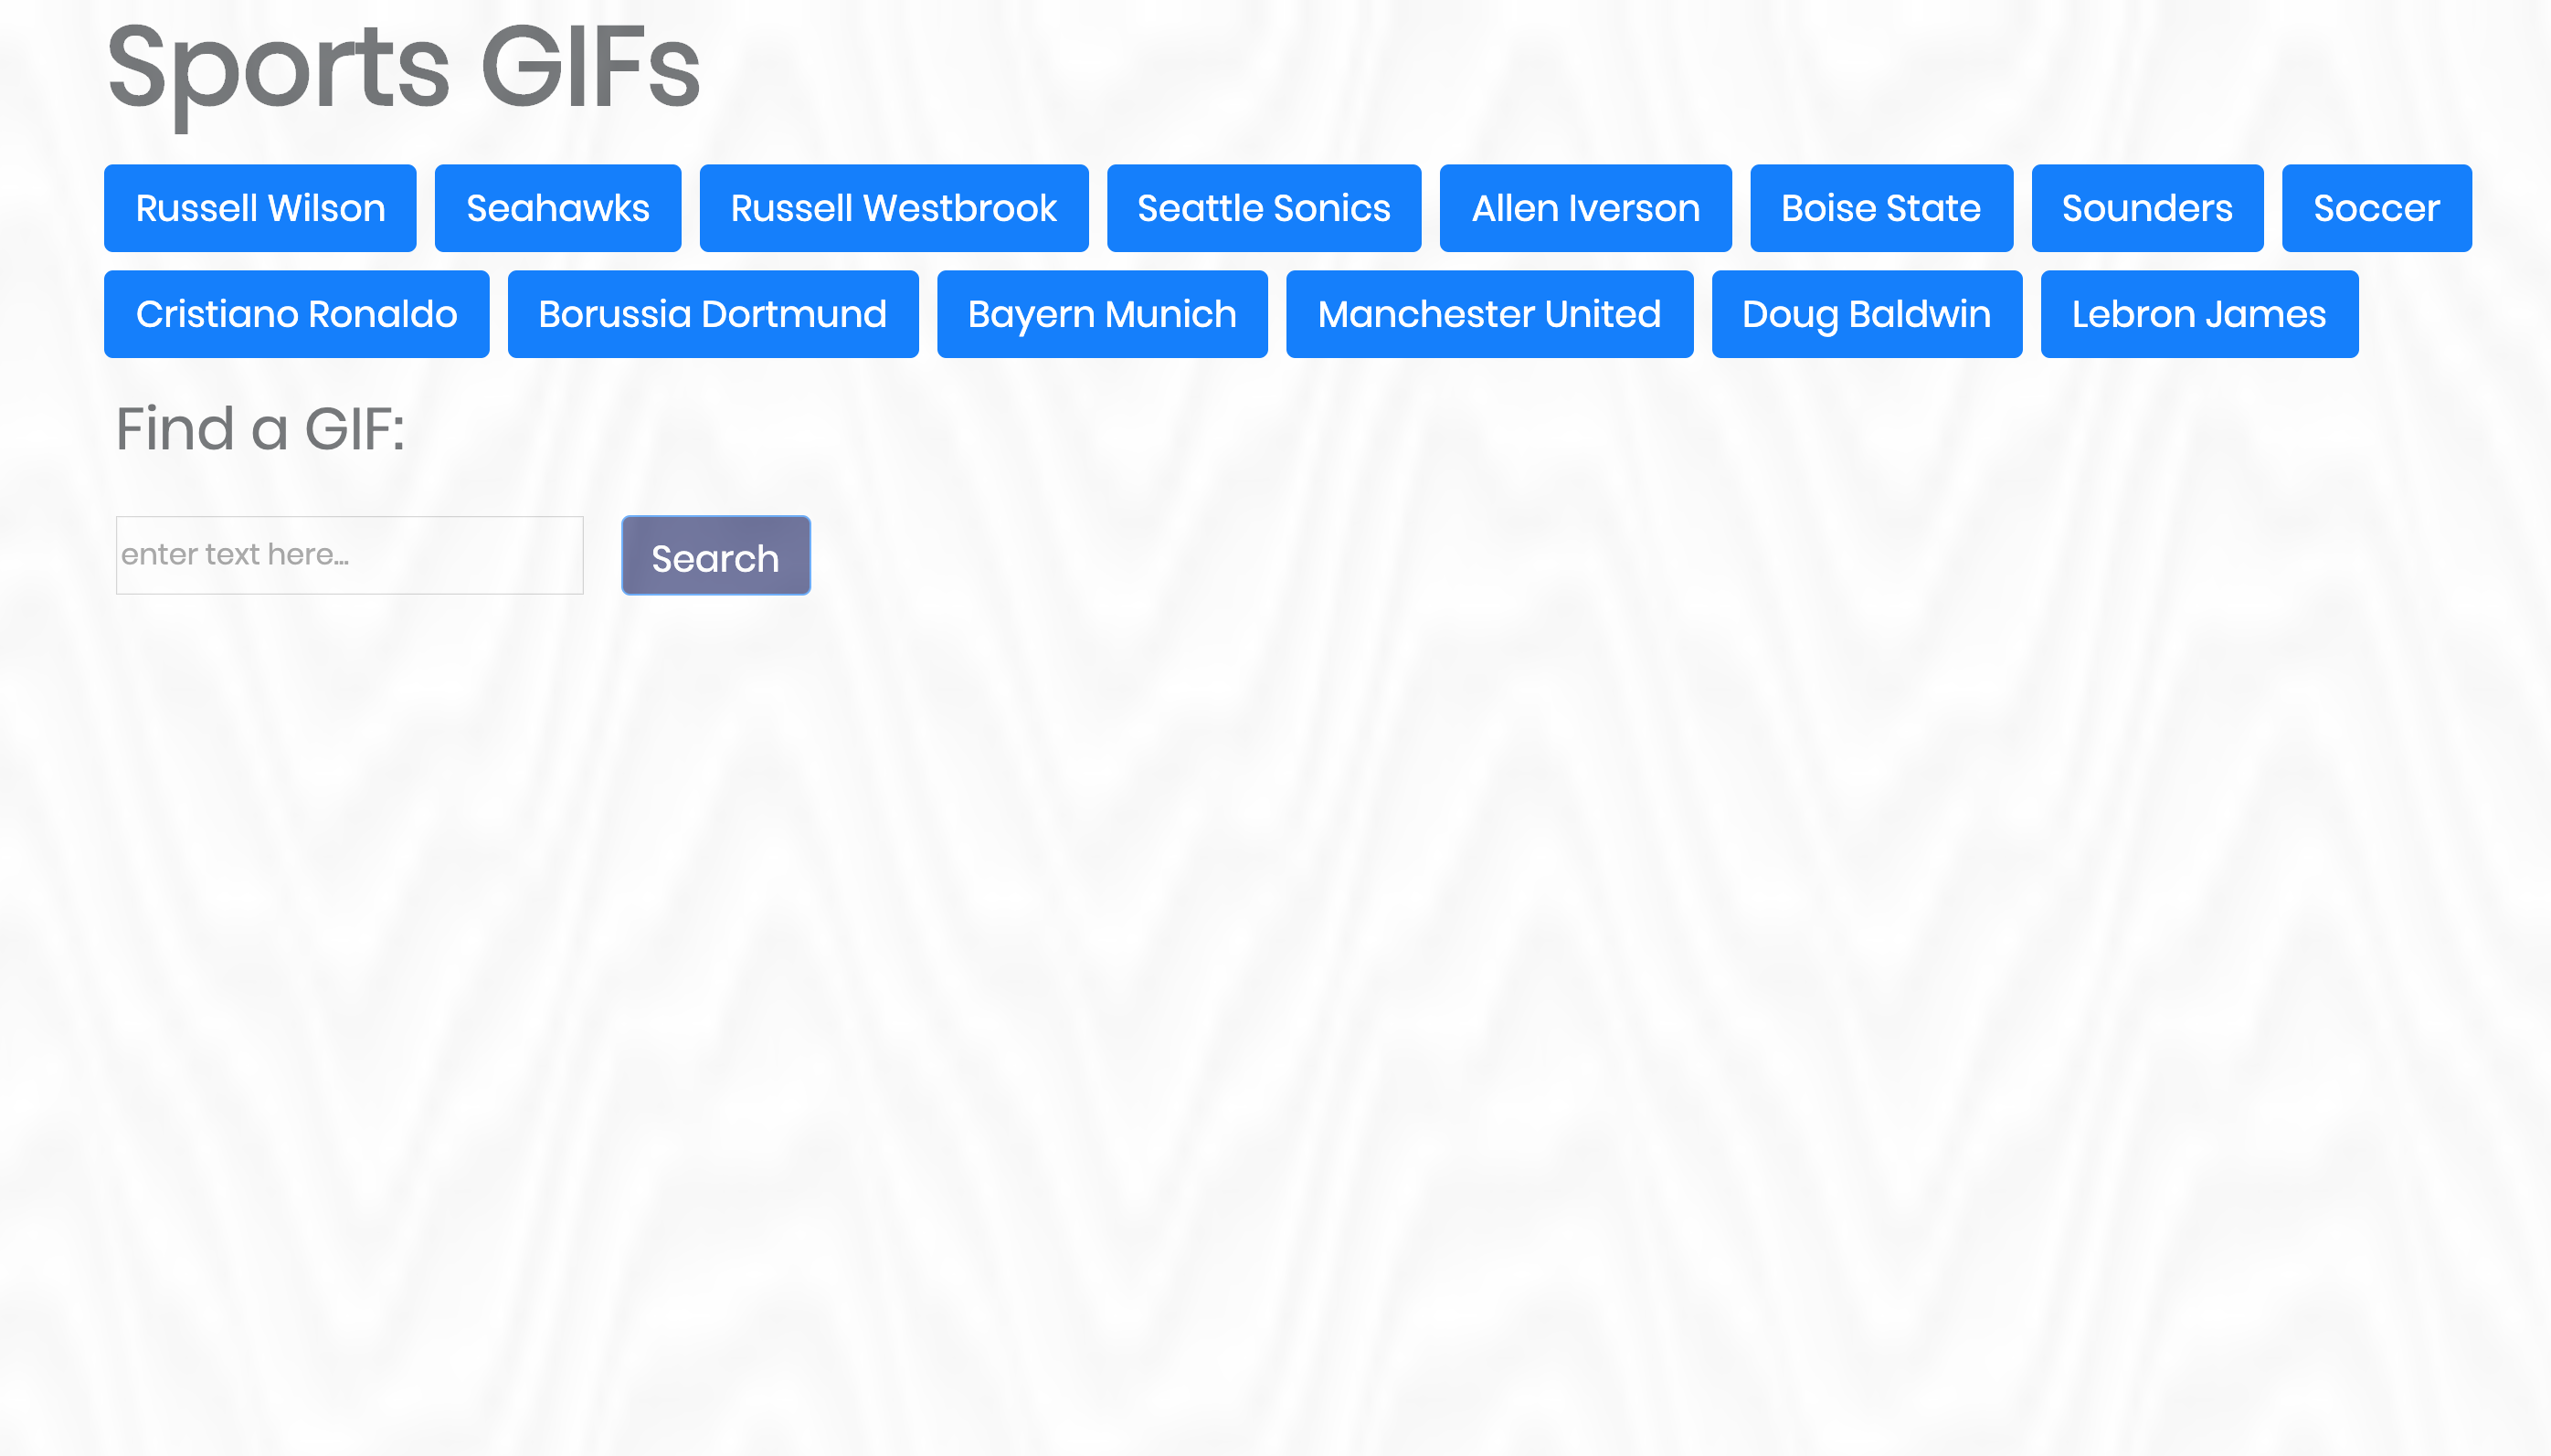 Sports GIFs
Russell Wilson Seahawks Russell Westbrook Seattle Sonics Allen Iverson Boise State Sounders Soccer
Cristiano Ronaldo Borussia Dortmund Bayern Munich Manchester United Doug Baldwin Lebron James
Find a GIF:
enter text here... Search